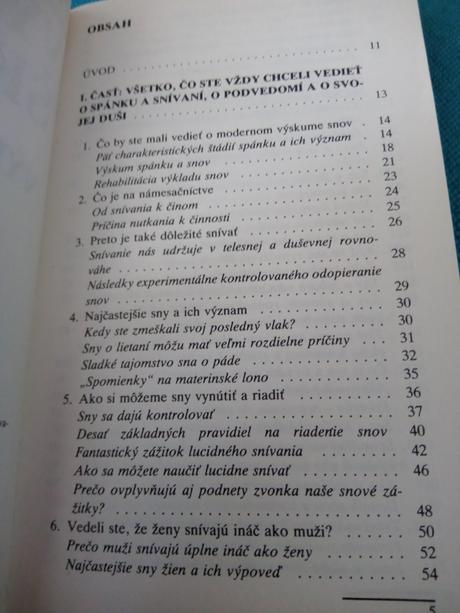 OBSAH
ÚVOD . . . . . . . . . . . . . . . . . . . . . . . . 11
I. ČASŤ: VŠETKO, ČO STE VŽDY CHCELI VEDIEŤ
O SPÁNKU A SNÍVANÍ, O PODVEDOMÍ A O SVO-
JEJ DUŠI . . . . . . . . . . . . . . . . . . . . . . 13
1. Čo by ste mali vedieť o modernom výskume snov . 14
Päť charakteristických štádií spánku a ich význam . 14
Výskum spánku a snov . . . . . . . . . . . . . . . 18
Rehabilitácia výkladu snov . . . . . . . . . . . . 21
2. Čo je na námesačníctve . . . . . . . . . . . . . 23
Od snívania k činom . . . . . . . . . . . . . . . . 24
Príčina nutkania k činnosti . . . . . . . . . . . . 25
3. Preto je také dôležité snívať . . . . . . . . . . 26
Snívanie nás udržuje v telesnej a duševnej rovno-
váhe . . . . . . . . . . . . . . . . . . . . . . . . 28
Následky experimentálne kontrolovaného odopieranie
snov . . . . . . . . . . . . . . . . . . . . . . . . 29
4. Najčastejšie sny a ich význam . . . . . . . . . . 30
Kedy ste zmeškali svoj posledný vlak? . . . . . . . 30
Sny o lietaní môžu mať veľmi rozdielne príčiny . . . 31
Sladké tajomstvo sna o páde . . . . . . . . . . . . 32
„Spomienky“ na materinské lono . . . . . . . . . . . 35
5. Ako si môžeme sny vynútiť a riadiť . . . . . . . 36
Sny sa dajú kontrolovať . . . . . . . . . . . . . . 37
Desať základných pravidiel na riadenie snov 40
Fantastický zážitok lucidného snívania . . . . . . . 42
Ako sa môžete naučiť lucidne snívať . . . . . . . . 46
Prečo ovplyvňujú aj podnety zvonka naše snové zá-
žitky? . . . . . . . . . . . . . . . . . . . . . . . 48
6. Vedeli ste, že ženy snívajú ináč ako muži? . . . 50
Prečo muži snívajú úplne ináč ako ženy . . . . . . . 52
Najčastejšie sny žien a ich výpoveď . . . . . . . . 54
5